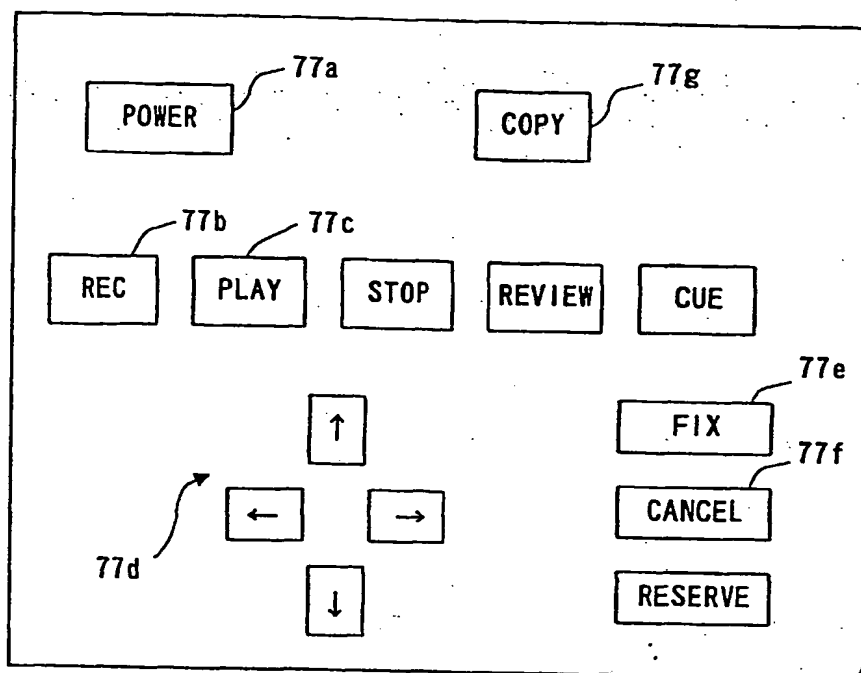 77a
77g
POWER
COPY
77b
77c
REC
PLAY
STOP
REVIEW
CUE
77e
↑
FIX
77f
←
→
CANCEL
77d
↓
RESERVE